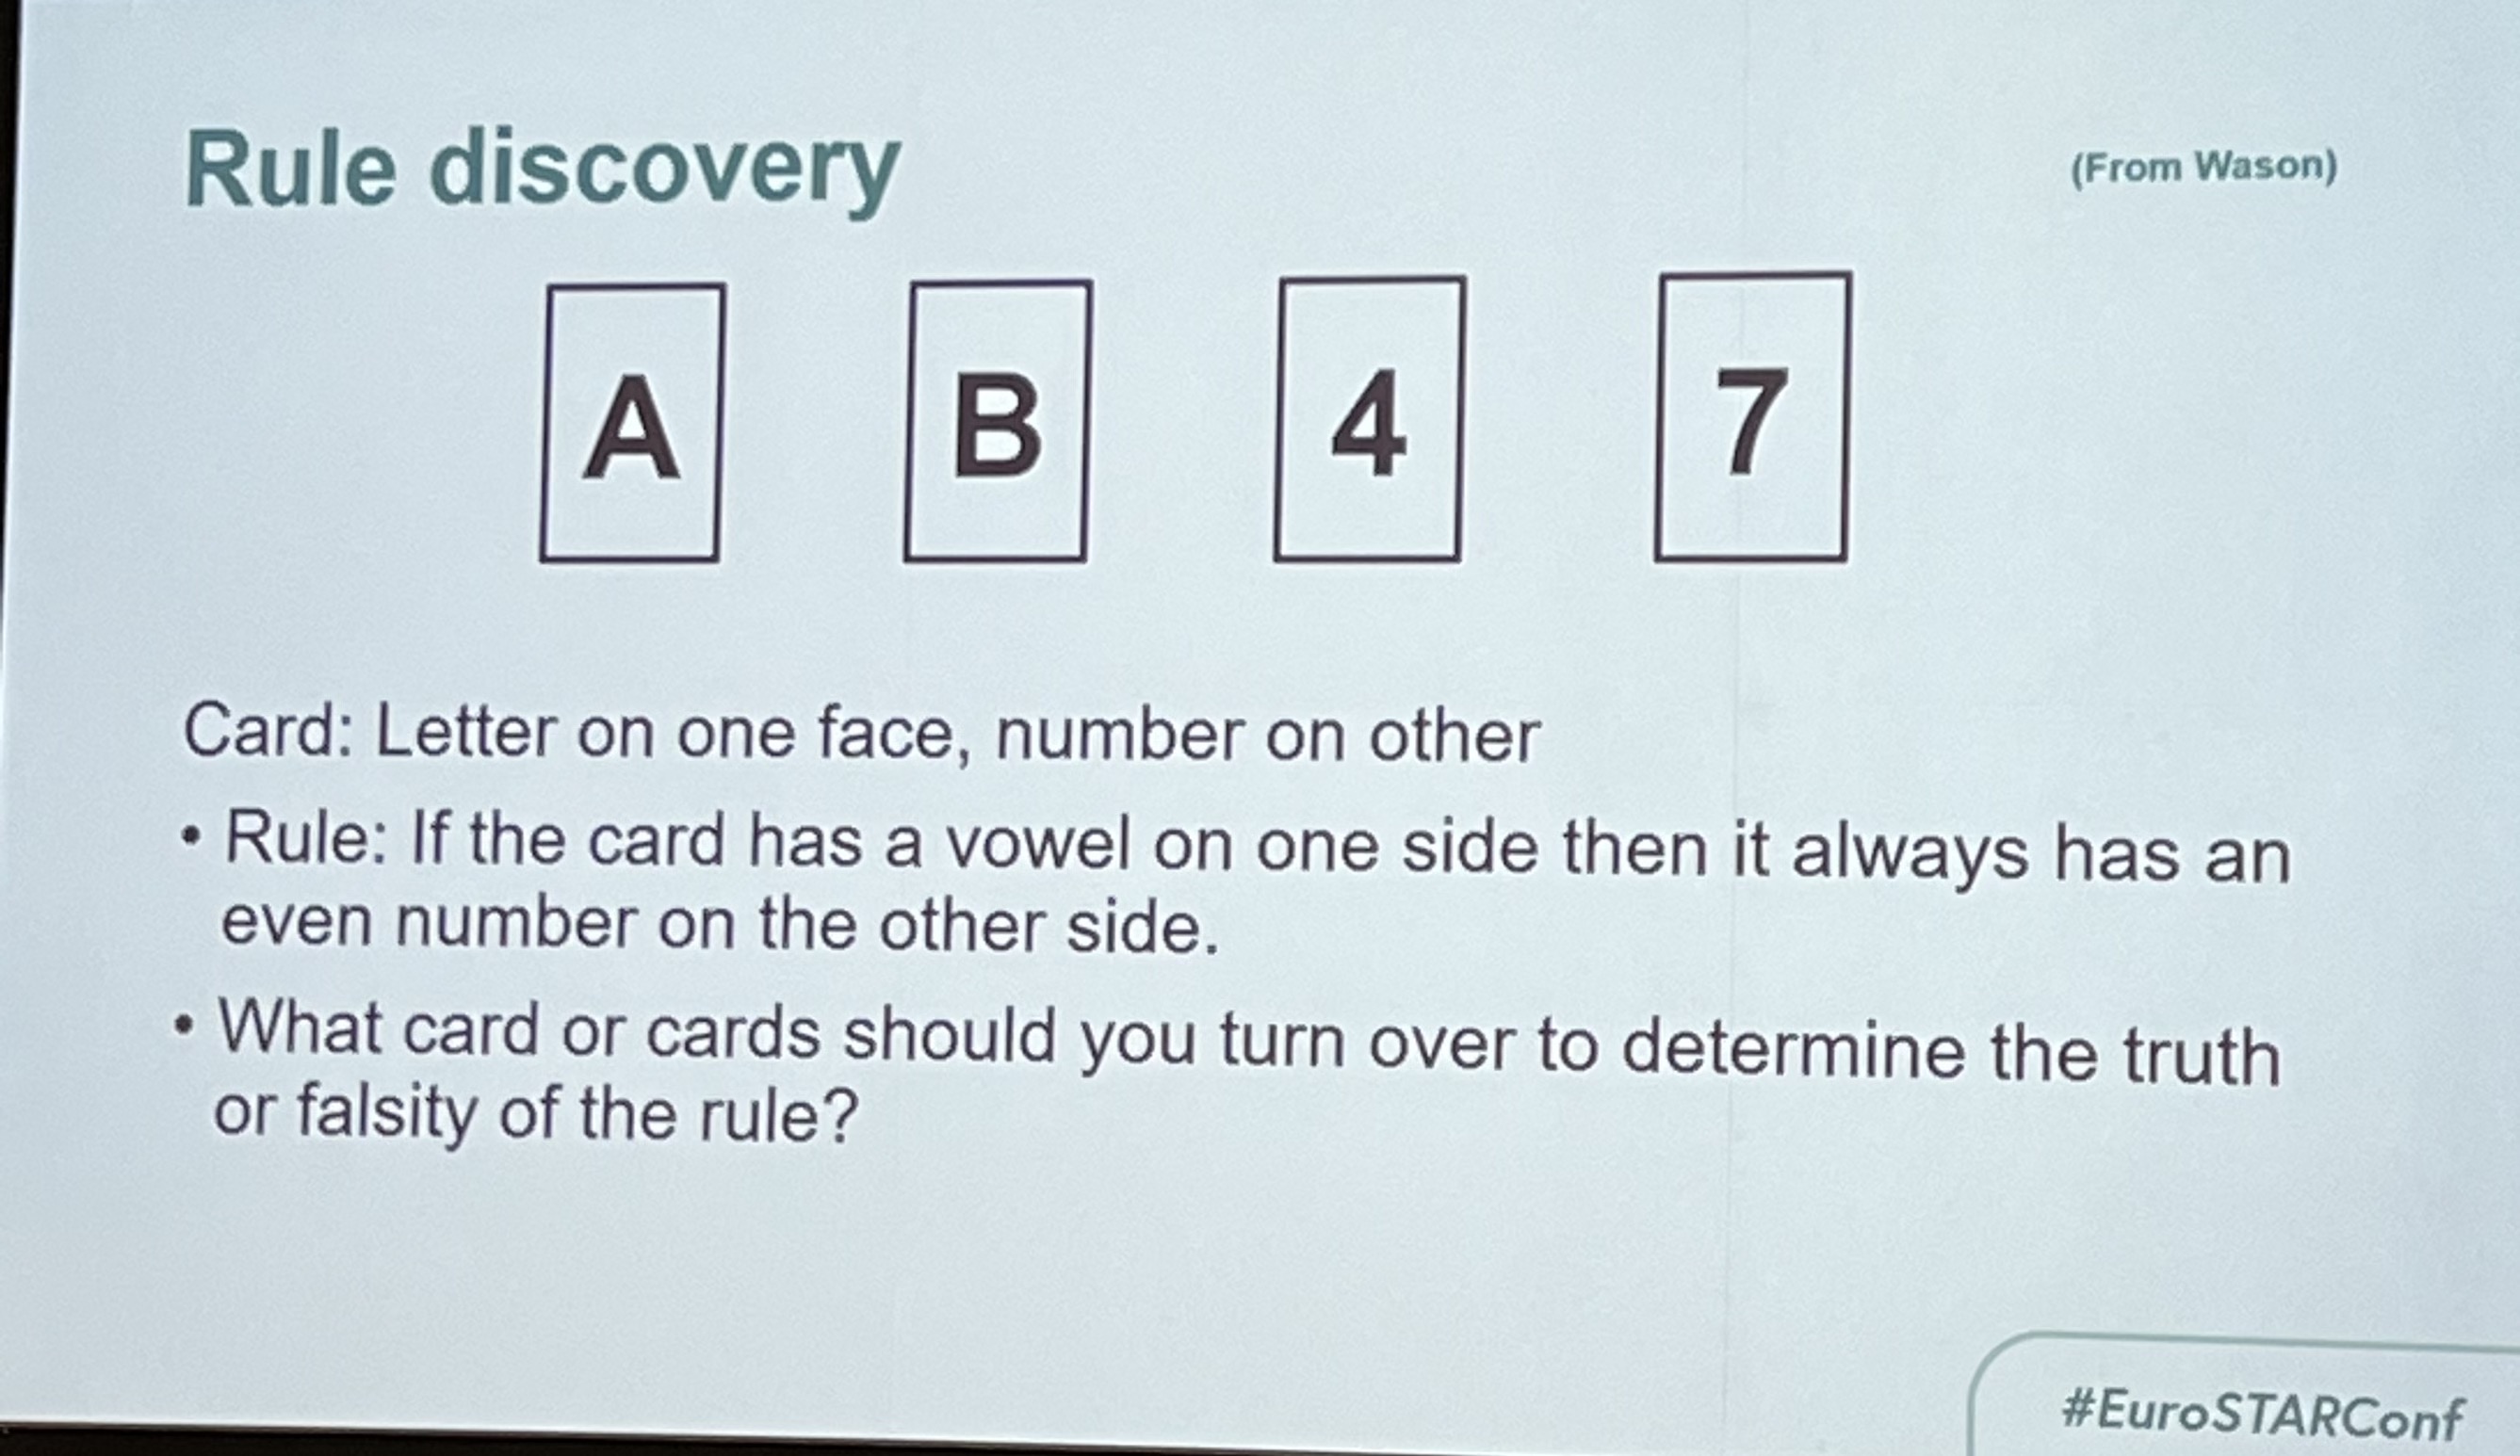 Rule discovery
(From Wason)
A B 4 7
Card: Letter on one face, number on other
• Rule: If the card has a vowel on one side then it always has an
even number on the other side.
• What card or cards should you turn over to determine the truth
or falsity of the rule?
#EuroSTARConf